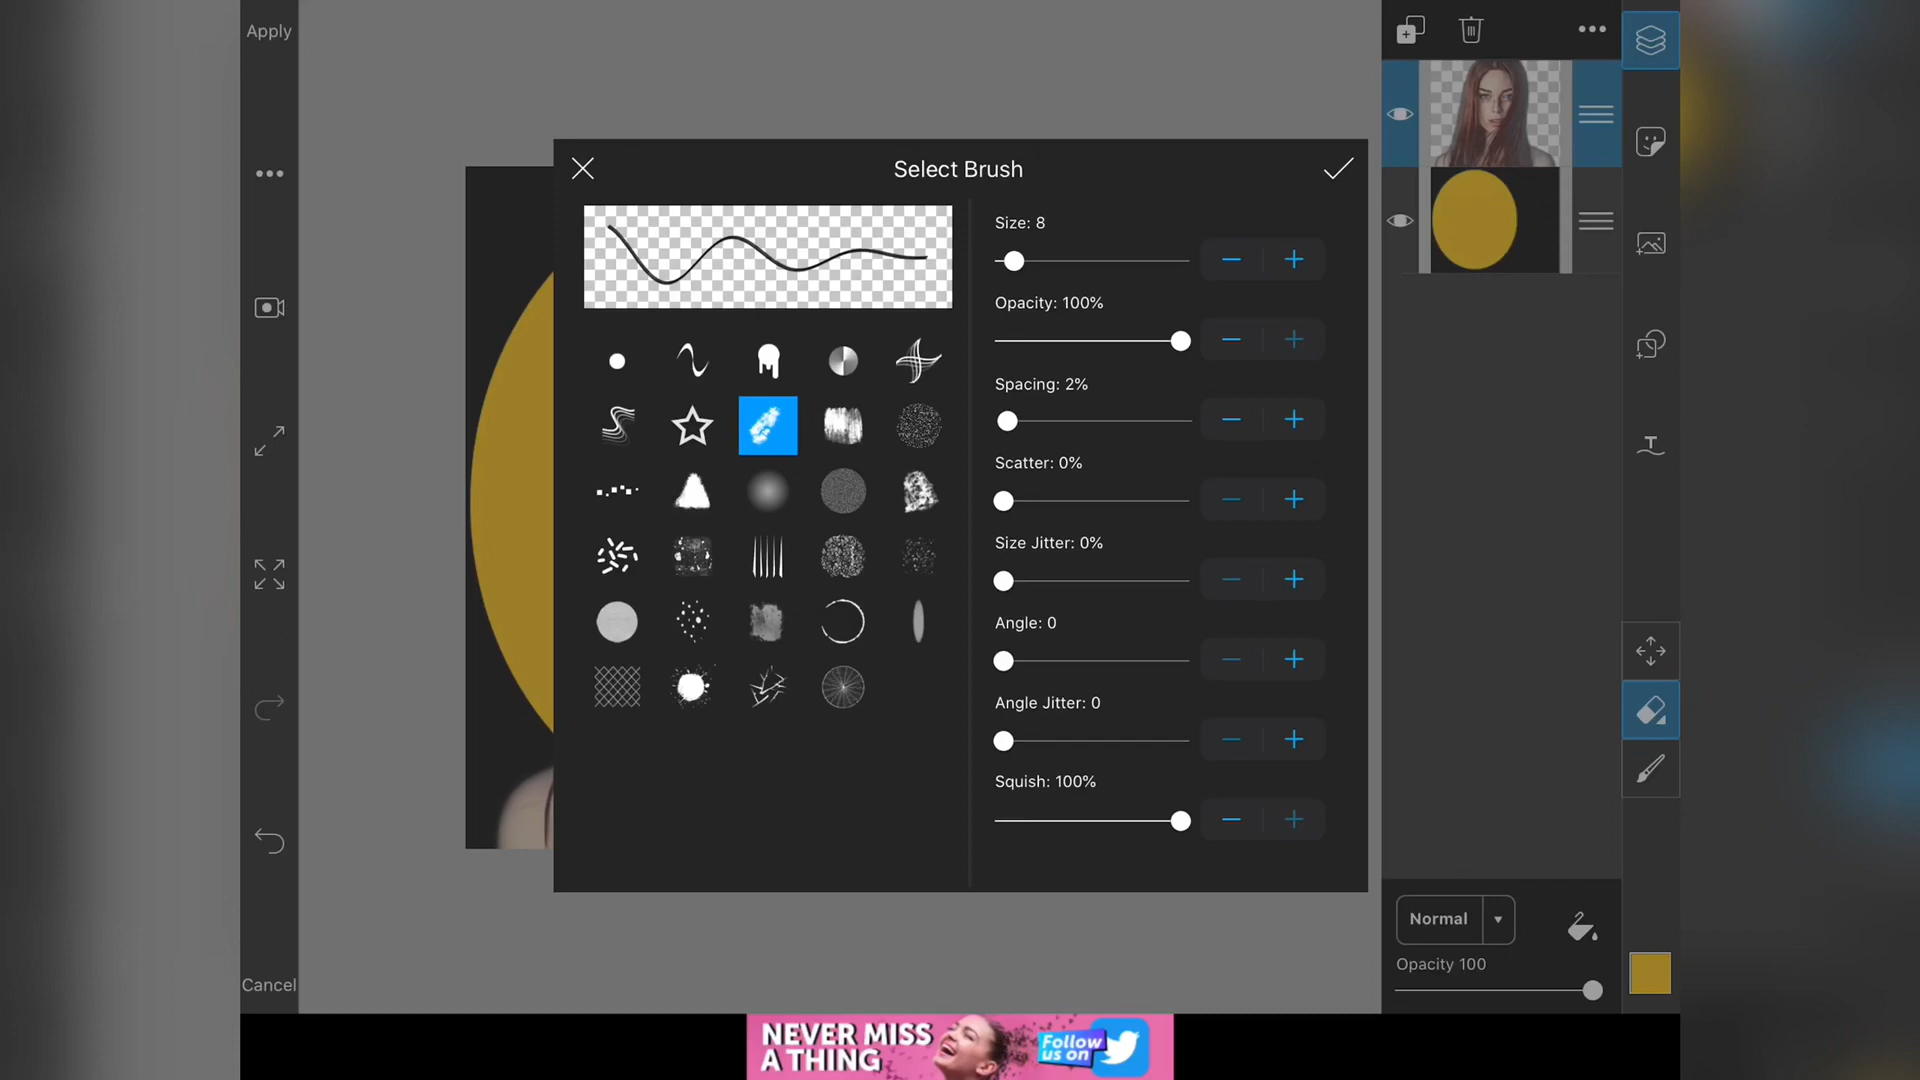 Apply
Select Brush
Size: 8
Opacity: 100%
Spacing: 2%
Scatter: 0%
Size Jitter: 0%
Angle: 0
Angle Jitter: 0
Squish: 100%
T
Normal
Opacity 100
Cancel
NEVER MISS
A THING
Follow
us on